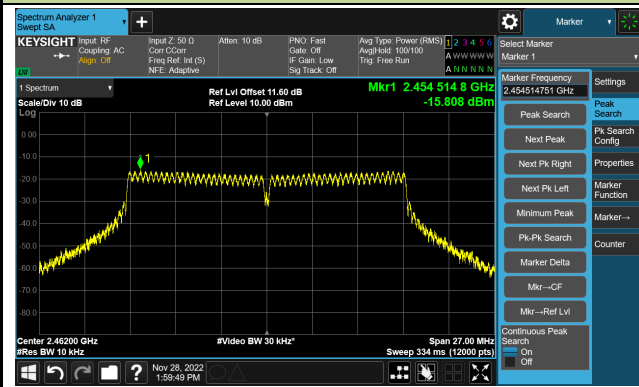 Spectrum Analyzer 1
Swept SA
+
Marker
KEYSIGHT
Input: RF
Coupling: AC
Align: Off
Input Z: 50 Ω
Corr CCorr
Freq Ref: Int (S)
NFE: Adaptive
Atten: 10 dB
PNO: Fast
Gate: Off
IF Gain: Low
Sig Track: Off
Avg Type: Power (RMS)
Avg|Hold: 100/100
Trig: Free Run
1 2 3 4 5 6
A W W W W W
A N N N N N
LXI
Select Marker
Marker 1
Marker Frequency
2.454514751 GHz
Settings
Peak Search
Next Peak
Next Pk Right
Next Pk Left
Minimum Peak
Pk-Pk Search
Marker Delta
Mkr→CF
Mkr→Ref Lvl
Continuous Peak
Search
On
Off
Peak
Search
Pk Search
Config
Properties
Marker
Function
Marker→
Counter
1 Spectrum
Scale/Div 10 dB
Log
Ref Lvl Offset 11.60 dB
Ref Level 10.00 dBm
Mkr1 2.454 514 8 GHz
-15.808 dBm
0.00
-10.0
-20.0
-30.0
-40.0
-50.0
-60.0
-70.0
-80.0
1
Center 2.46200 GHz
#Res BW 10 kHz
#Video BW 30 kHz*
Span 27.00 MHz
Sweep 334 ms (12000 pts)
?
Nov 28, 2022
1:59:49 PM